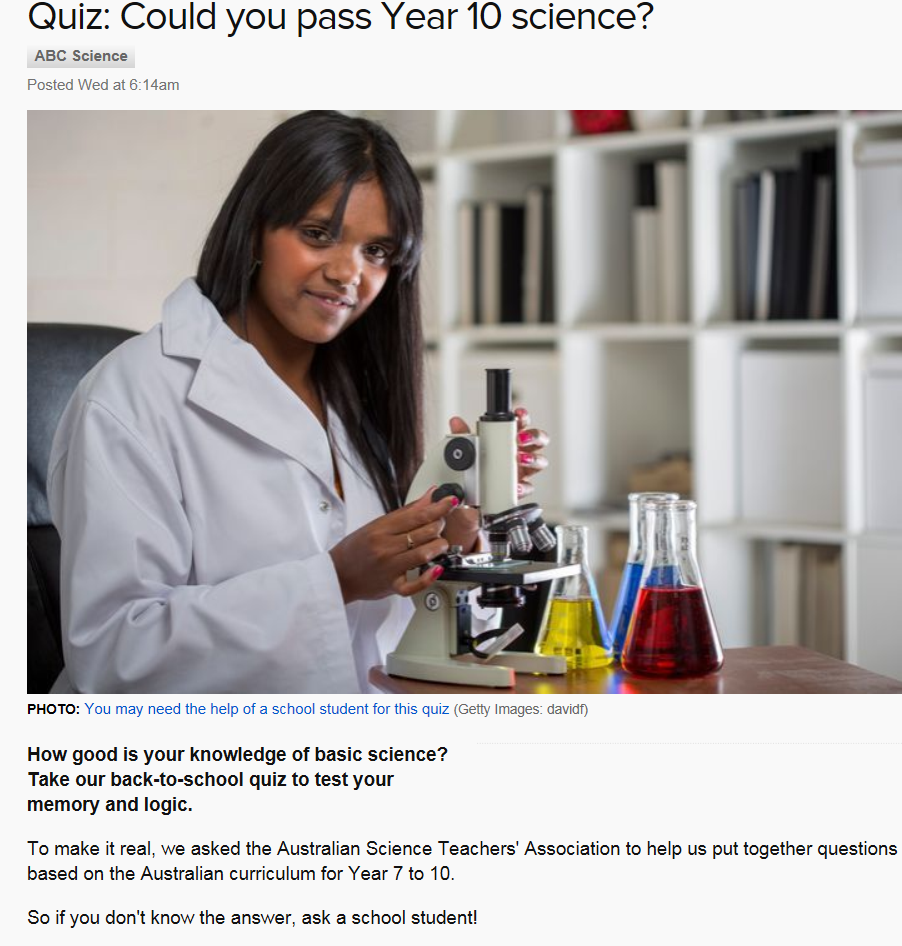 Quiz: Could you pass Year 10 science?
ABC Science
Posted Wed at 6:14am
PHOTO: You may need the help of a school student for this quiz (Getty Images: davidf)
How good is your knowledge of basic science?
Take our back-to-school quiz to test your
memory and logic.
To make it real, we asked the Australian Science Teachers' Association to help us put together questions
based on the Australian curriculum for Year 7 to 10.
So if you don't know the answer, ask a school student!